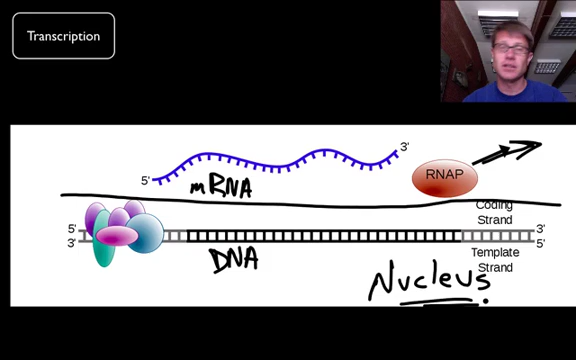 Transcription
3'
5'
mRNA
RNAP
Coding
Strand
5'
3'
3'
5'
DNA
Template
Strand
Nucleus.